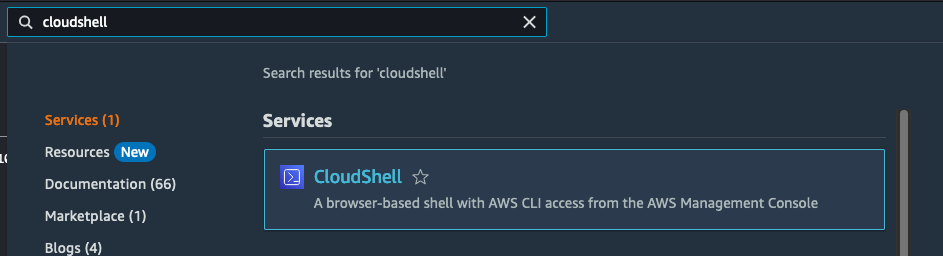 cloudshell
Search results for 'cloudshell'
Services (1)
Resources New
Documentation (66)
Marketplace (1)
Blogs (4)
Services
CloudShell
A browser-based shell with AWS CLI access from the AWS Management Console